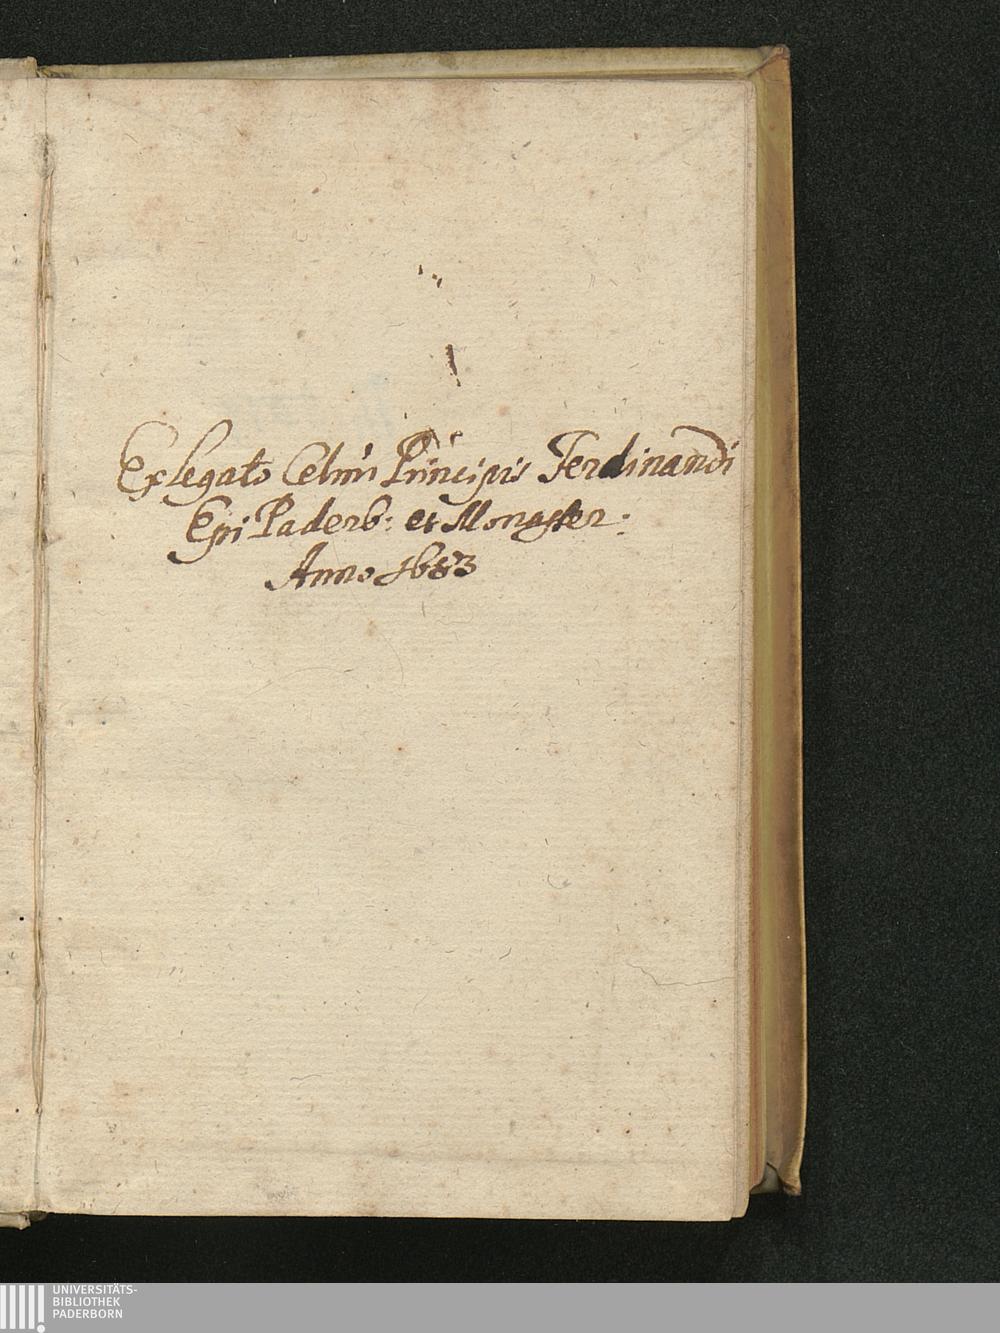 Ex legato Celmi Principis Ferdinandi
Epi Paderb: et Monaster:
Anno 1683
UNIVERSITÄTS-
BIBLIOTHEK
PADERBORN